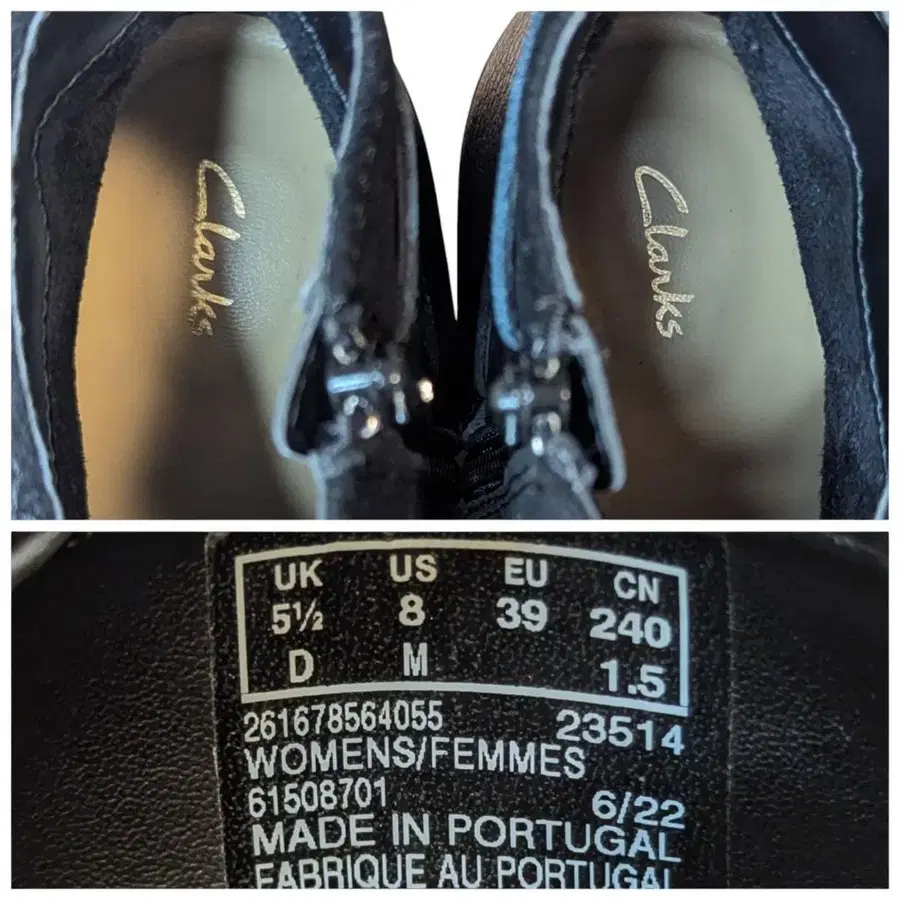 Clarks
Clarks
UK US EU CN
5½ 8 39 240
D M 1.5
261678564055 23514
WOMENS/FEMMES
61508701 6/22
MADE IN PORTUGAL
FABRIQUE AU PORTUGAL